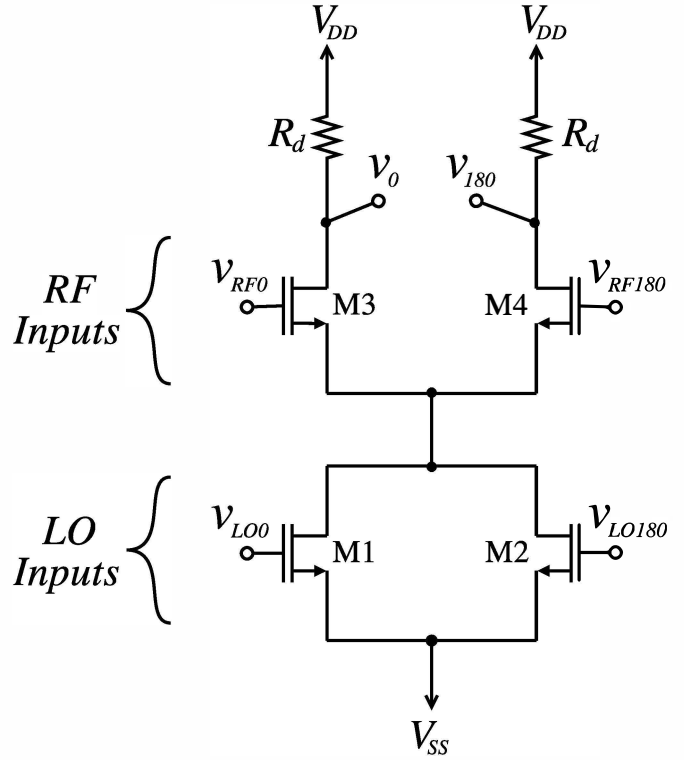 V_DD V_DD
R_d R_d
v_0 v_180
v_RF0 v_RF180
RF
Inputs
M3 M4
v_LO0 v_LO180
LO
Inputs
M1 M2
V_SS